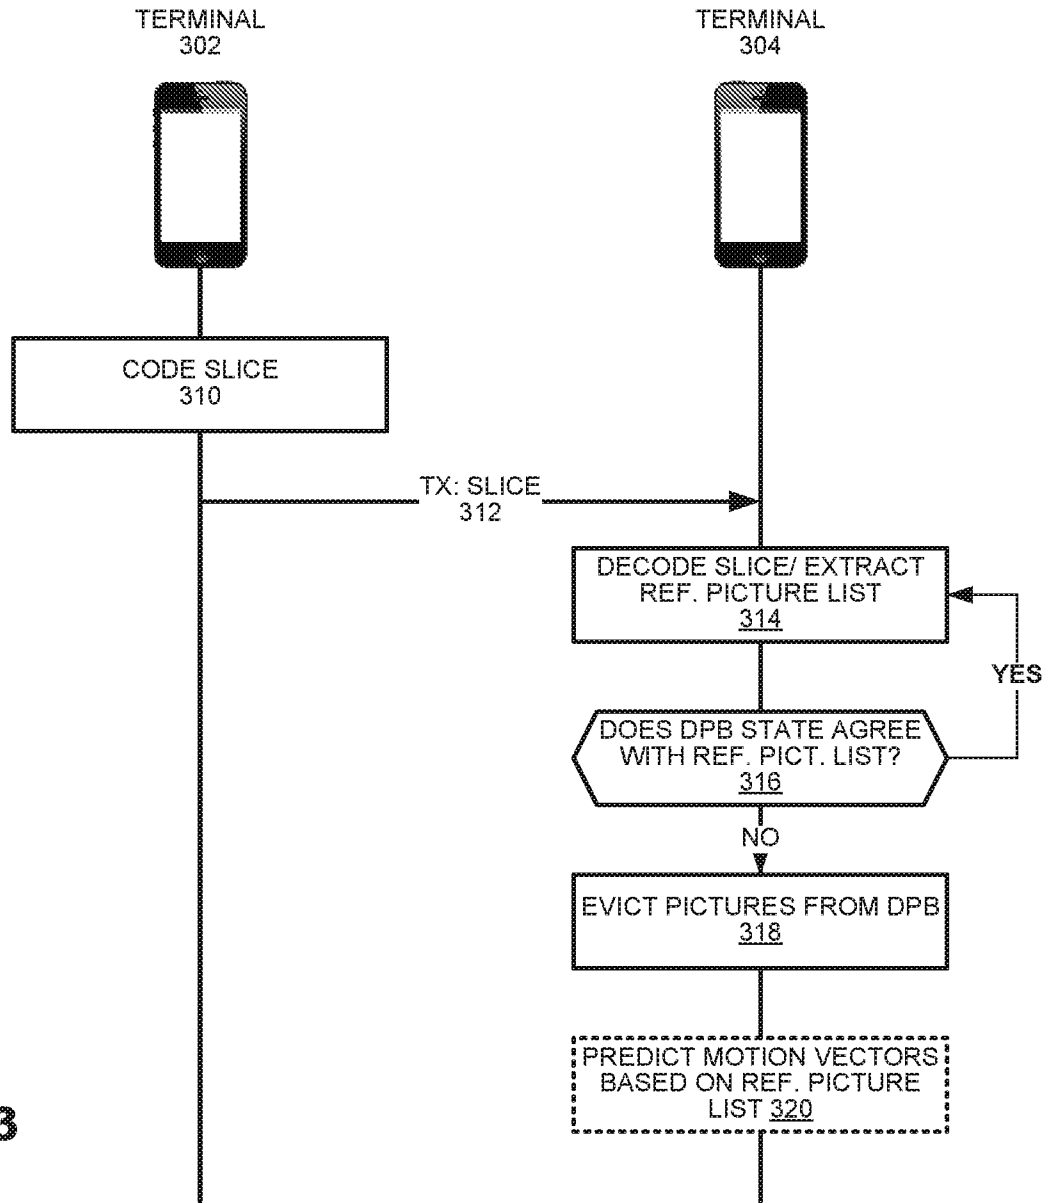 TERMINAL
302
TERMINAL
304
CODE SLICE
310
TX: SLICE
312
DECODE SLICE/ EXTRACT
REF. PICTURE LIST
314
YES
DOES DPB STATE AGREE
WITH REF. PICT. LIST?
316
NO
EVICT PICTURES FROM DPB
318
PREDICT MOTION VECTORS
BASED ON REF. PICTURE
LIST 320
3